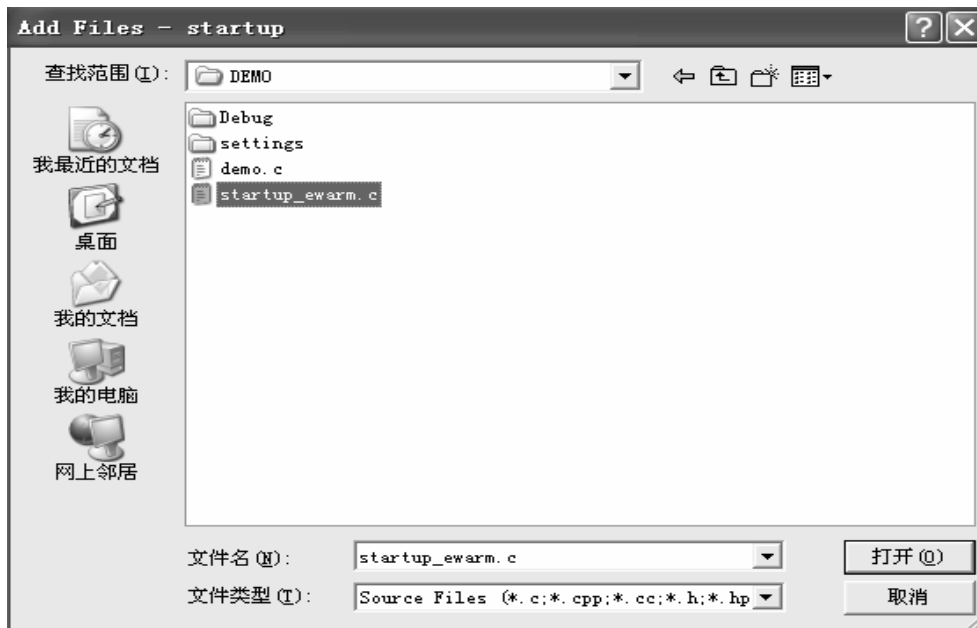 Add Files - startup
查找范围(I):
DEMO
Debug
settings
demo.c
startup_ewarm.c
我最近的文档
桌面
我的文档
我的电脑
网上邻居
文件名(N):
startup_ewarm.c
打开(O)
文件类型(T):
Source Files (*.c;*.cpp;*.cc;*.h;*.hp
取消